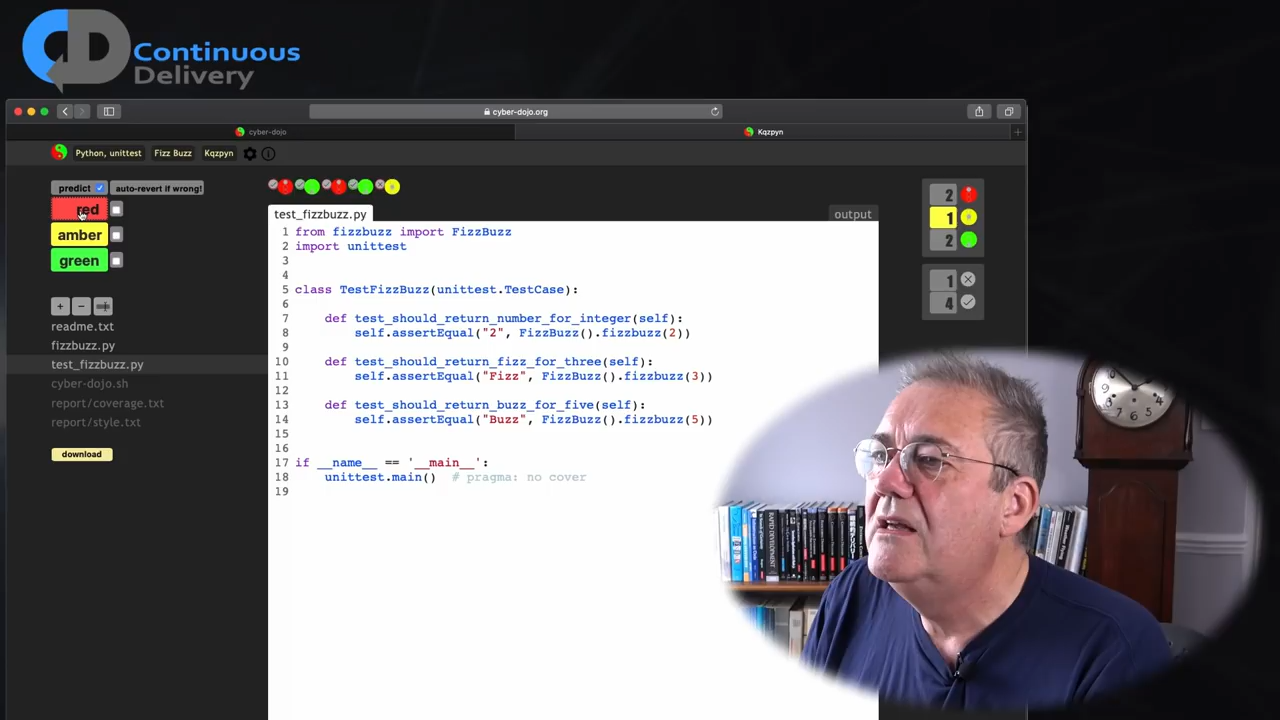 Continuous
Delivery
cyber-dojo.org
cyber-dojo
Kqzpyn
Python, unittest
Fizz Buzz
Kqzpyn
predict
auto-revert if wrong!
red
amber
green
readme.txt
fizzbuzz.py
test_fizzbuzz.py
cyber-dojo.sh
report/coverage.txt
report/style.txt
download
test_fizzbuzz.py
output
1 from fizzbuzz import FizzBuzz
2 import unittest
3
4
5 class TestFizzBuzz(unittest.TestCase):
6
7 def test_should_return_number_for_integer(self):
8 self.assertEqual("2", FizzBuzz().fizzbuzz(2))
9
10 def test_should_return_fizz_for_three(self):
11 self.assertEqual("Fizz", FizzBuzz().fizzbuzz(3))
12
13 def test_should_return_buzz_for_five(self):
14 self.assertEqual("Buzz", FizzBuzz().fizzbuzz(5))
15
16
17 if __name__ == '__main__':
18 unittest.main() # pragma: no cover
19
2
1
2
1
4
RAPID DEVELOPMENT